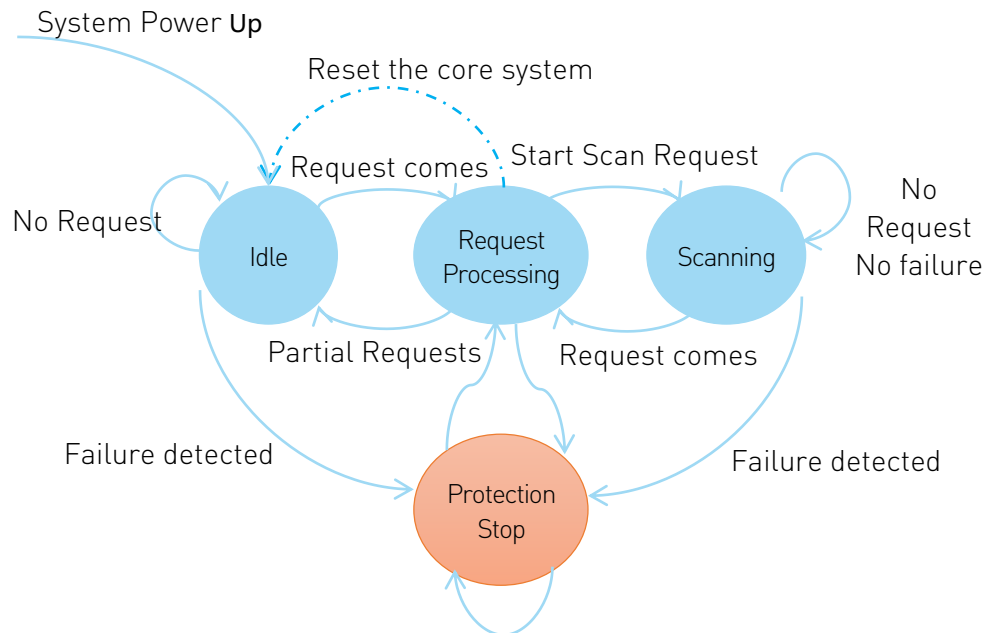 System Power Up
Reset the core system
Request comes
Start Scan Request
No Request
Idle
Request
Processing
Scanning
No
Request
No failure
Partial Requests
Request comes
Failure detected
Failure detected
Protection
Stop